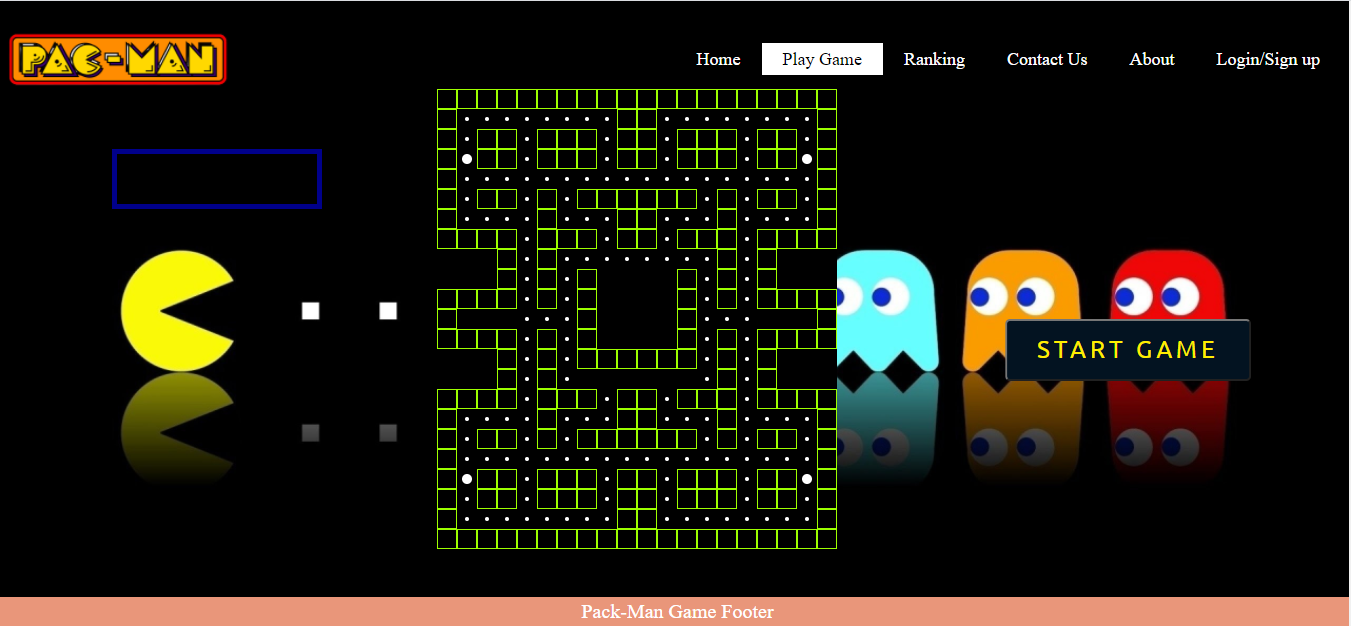 PAC-MAN
Home Play Game Ranking Contact Us About Login/Sign up
START GAME
Pack-Man Game Footer